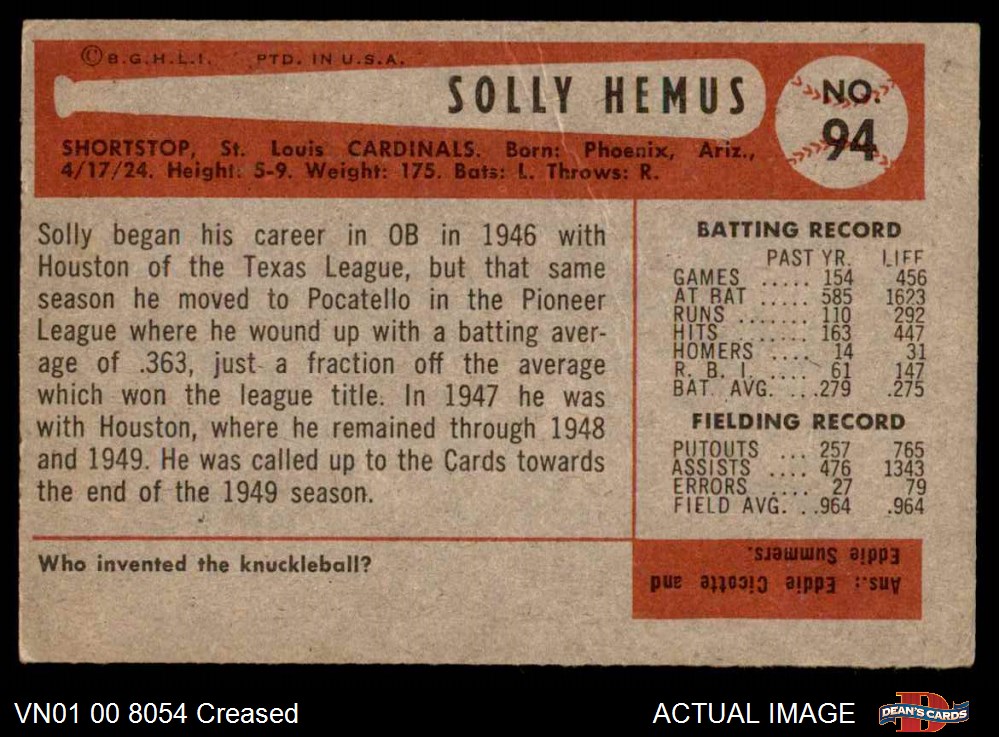 ©B.G.H.L.I. PTD. IN U.S.A.
SOLLY HEMUS
NO.
94
SHORTSTOP, St. Louis CARDINALS. Born: Phoenix, Ariz.,
4/17/24. Height: 5-9. Weight: 175. Bats: L. Throws: R.
Solly began his career in OB in 1946 with
Houston of the Texas League, but that same
season he moved to Pocatello in the Pioneer
League where he wound up with a batting aver-
age of .363, just a fraction off the average
which won the league title. In 1947 he was
with Houston, where he remained through 1948
and 1949. He was called up to the Cards towards
the end of the 1949 season.
BATTING RECORD
PAST YR. LIFE
GAMES ..... 154 456
AT BAT ..... 585 1623
RUNS ....... 110 292
HITS ...... 163 447
HOMERS .... 14 31
R. B. I. .... 61 147
BAT. AVG. ...279 .275
FIELDING RECORD
PUTOUTS ... 257 765
ASSISTS .... 476 1343
ERRORS .... 27 79
FIELD AVG. ..964 .964
Who invented the knuckleball?
Ans.: Eddie Cicotte and
Eddie Summers.
VN01 00 8054 Creased
ACTUAL IMAGE
DEAN'S CARDS